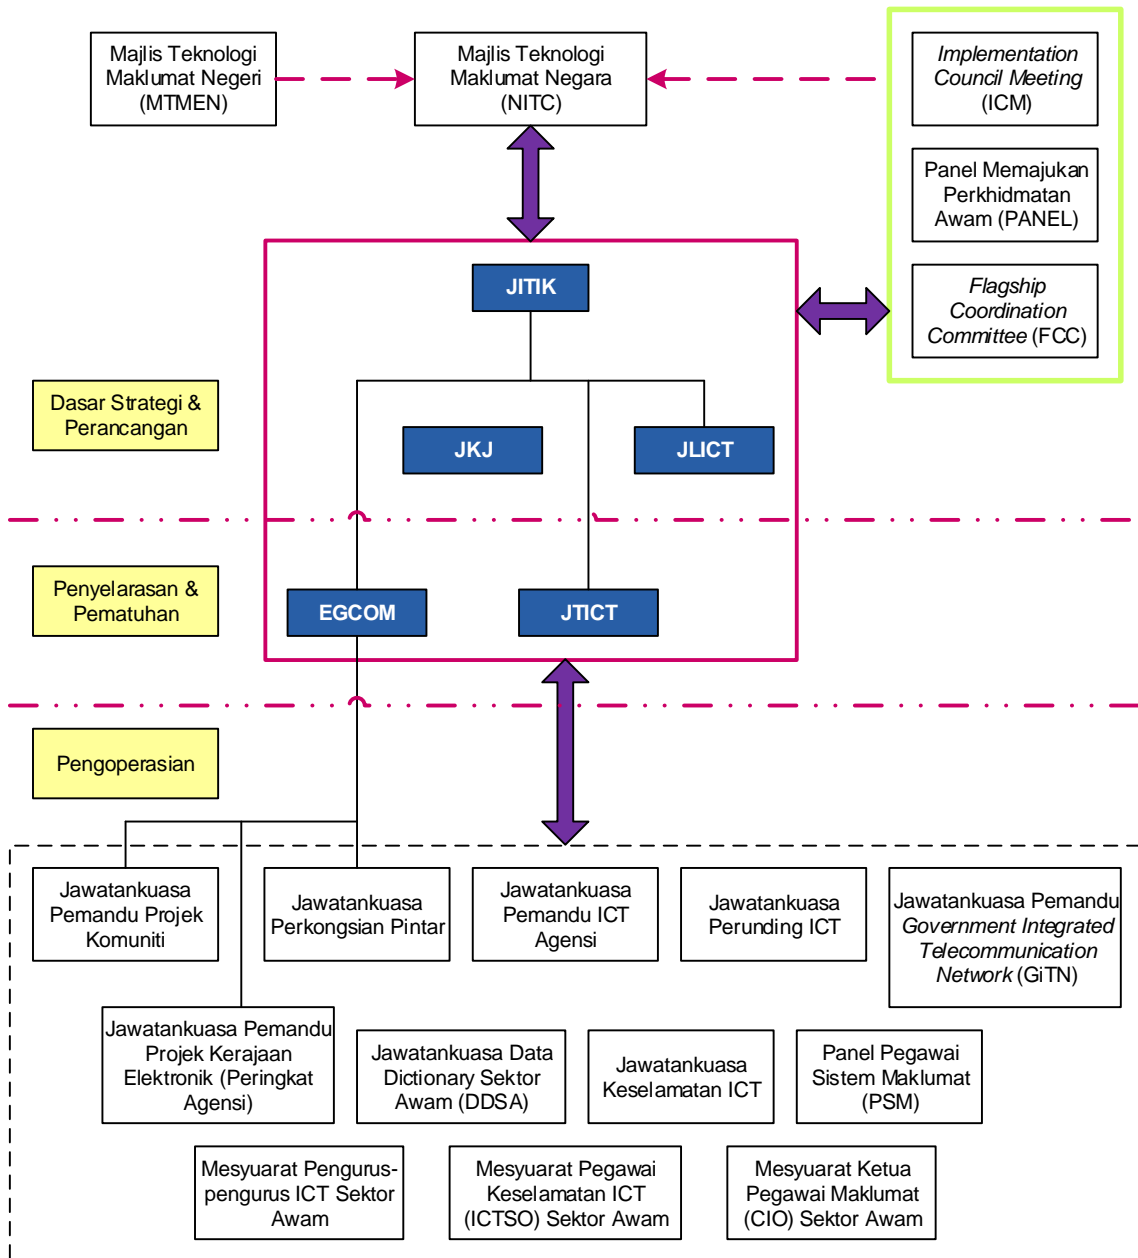 Majlis Teknologi
Maklumat Negeri
(MTMEN)
Majlis Teknologi
Maklumat Negara
(NITC)
Implementation
Council Meeting
(ICM)
Panel Memajukan
Perkhidmatan
Awam (PANEL)
Flagship
Coordination
Committee (FCC)
JITIK
Dasar Strategi &
Perancangan
JKJ
JLICT
Penyelarasan &
Pematuhan
EGCOM
JTICT
Pengoperasian
Jawatankuasa
Pemandu Projek
Komuniti
Jawatankuasa
Perkongsian Pintar
Jawatankuasa
Pemandu ICT
Agensi
Jawatankuasa
Perunding ICT
Jawatankuasa Pemandu
Government Integrated
Telecommunication
Network (GiTN)
Jawatankuasa Pemandu
Projek Kerajaan
Elektronik (Peringkat
Agensi)
Jawatankuasa Data
Dictionary Sektor
Awam (DDSA)
Jawatankuasa
Keselamatan ICT
Panel Pegawai
Sistem Maklumat
(PSM)
Mesyuarat Pengurus-
pengurus ICT Sektor
Awam
Mesyuarat Pegawai
Keselamatan ICT
(ICTSO) Sektor Awam
Mesyuarat Ketua
Pegawai Maklumat
(CIO) Sektor Awam